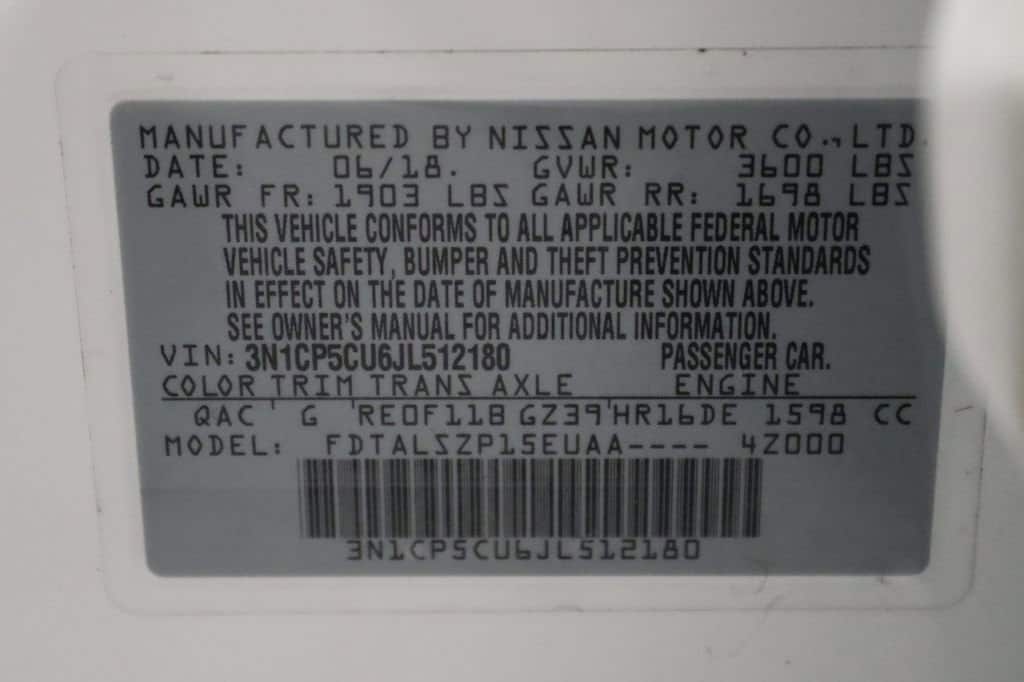 MANUFACTURED BY NISSAN MOTOR CO., LTD.
DATE: 06/18. GVWR: 3600 LBS
GAWR FR: 1903 LBS GAWR RR: 1698 LBS
THIS VEHICLE CONFORMS TO ALL APPLICABLE FEDERAL MOTOR
VEHICLE SAFETY, BUMPER AND THEFT PREVENTION STANDARDS
IN EFFECT ON THE DATE OF MANUFACTURE SHOWN ABOVE.
SEE OWNER'S MANUAL FOR ADDITIONAL INFORMATION.
VIN: 3N1CP5CU6JL512180 PASSENGER CAR.
COLOR TRIM TRANS AXLE ENGINE
QAC ' G 'RE0F11B GZ39'HR16DE 1598 CC
MODEL: FDTALSZP15EUAA---- 4Z000
3N1CP5CU6JL512180